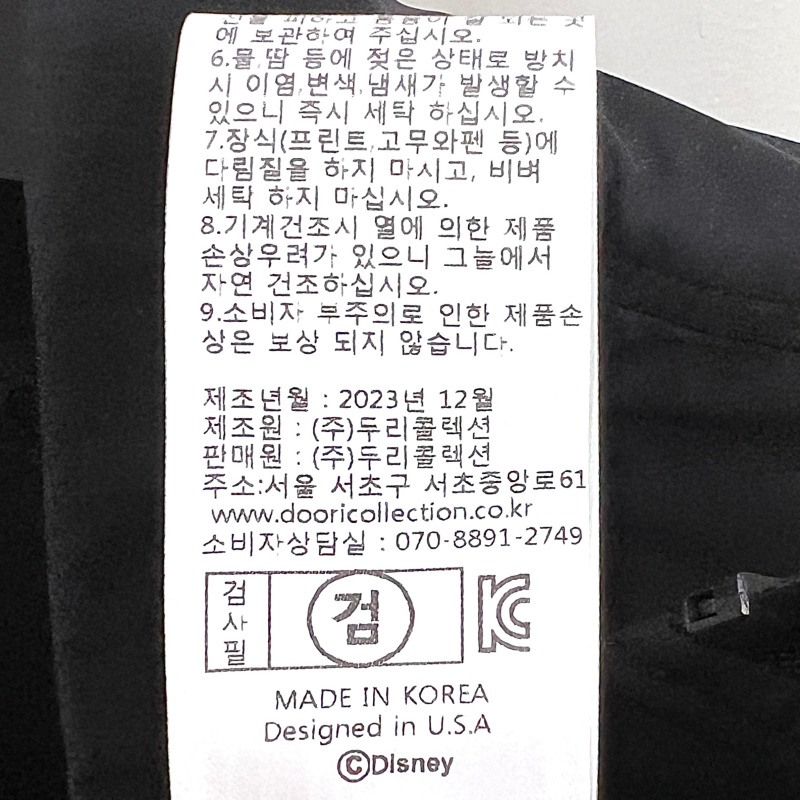 에 보관하여 주십시오.
6.물,땀 등에 젖은 상태로 방치
시 이염,변색,냄새가 발생할 수
있으니 즉시 세탁 하십시오.
7.장식(프린트,고무와펜 등)에
다림질을 하지 마시고, 비벼
세탁 하지 마십시오.
8.기계건조시 열에 의한 제품
손상우려가 있으니 그늘에서
자연 건조하십시오.
9.소비자 부주의로 인한 제품손
상은 보상 되지 않습니다.
제조년월 : 2023년 12월
제조원 : (주)두리콜렉션
판매원 : (주)두리콜렉션
주소:서울 서초구 서초중앙로61
www.dooricollection.co.kr
소비자상담실 : 070-8891-2749
검사필
검
KC
MADE IN KOREA
Designed in U.S.A
©Disney